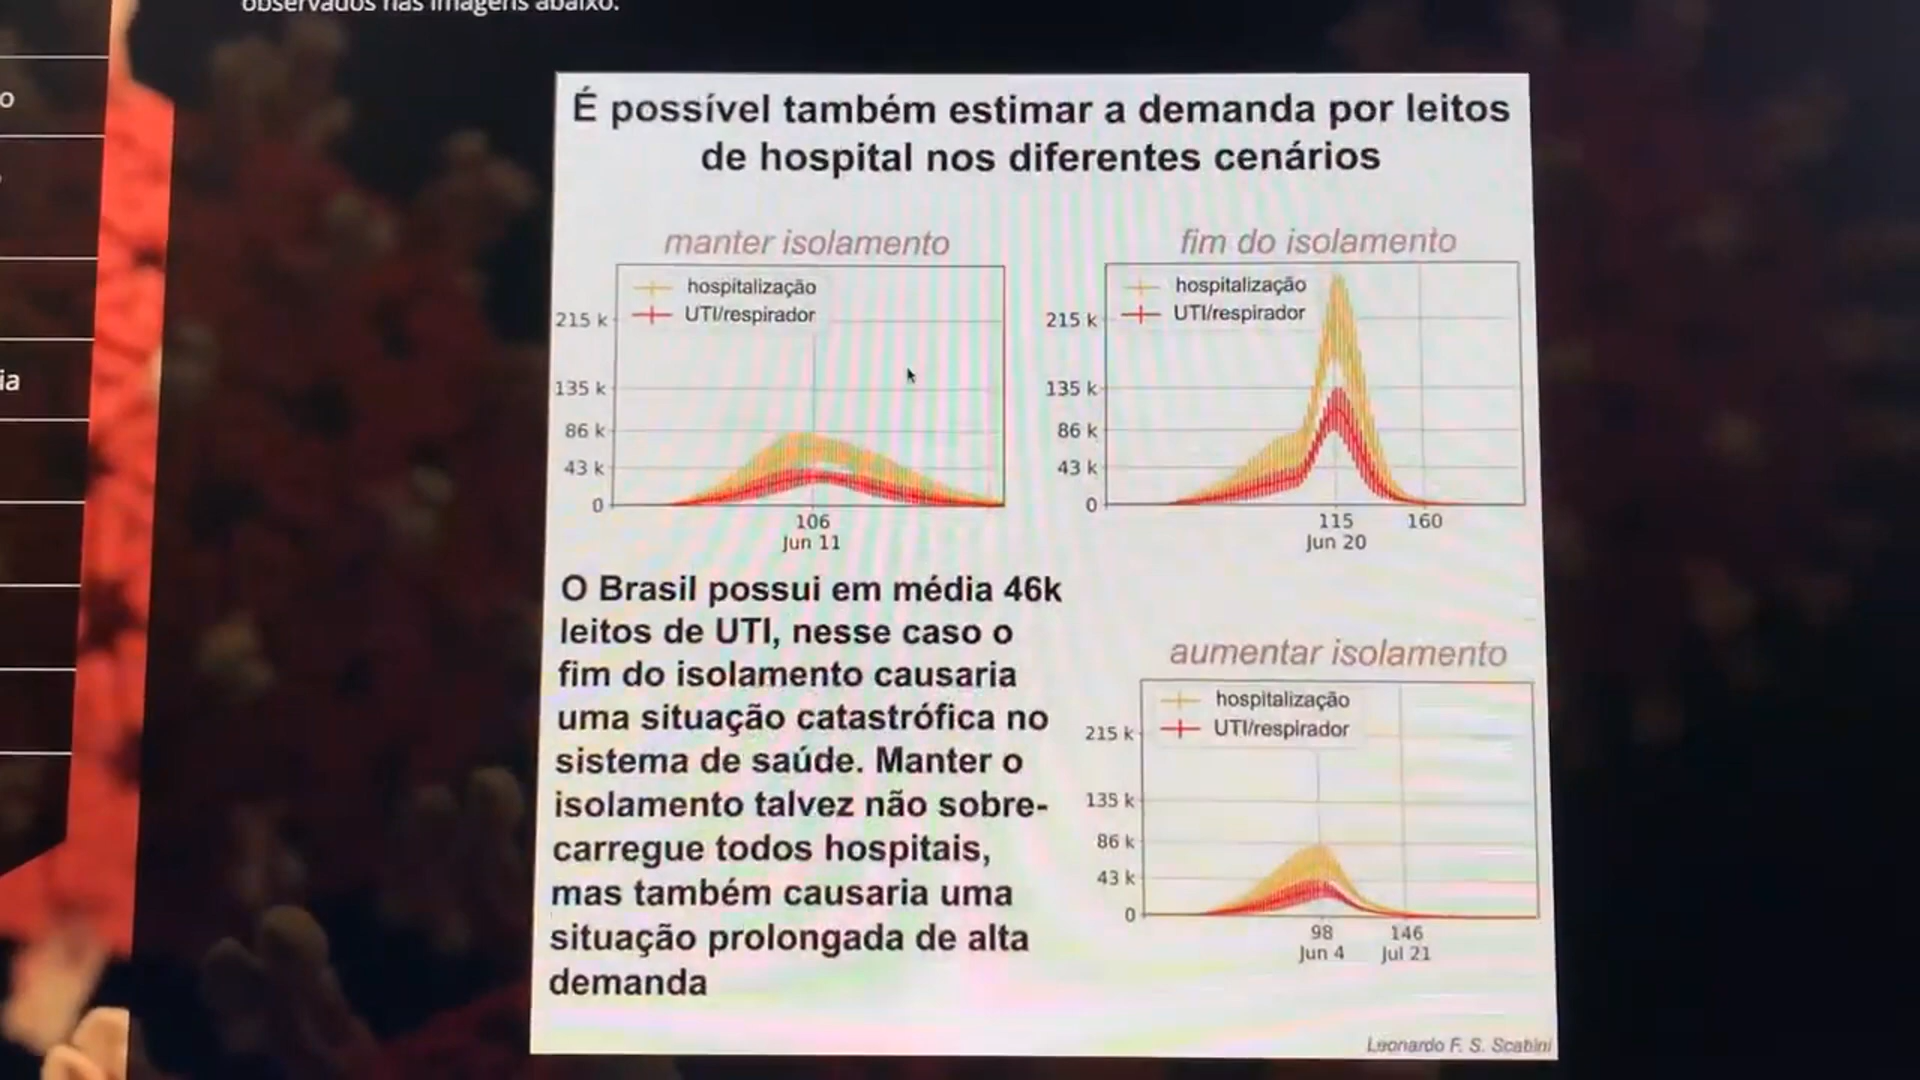 observados nas imagens abaixo.
o
ia
É possível também estimar a demanda por leitos
de hospital nos diferentes cenários
manter isolamento
hospitalização
UTI/respirador
215 k
135 k
86 k
43 k
0
106
Jun 11
fim do isolamento
hospitalização
UTI/respirador
215 k
135 k
86 k
43 k
0
115
160
Jun 20
O Brasil possui em média 46k
leitos de UTI, nesse caso o
fim do isolamento causaria
uma situação catastrófica no
sistema de saúde. Manter o
isolamento talvez não sobre-
carregue todos hospitais,
mas também causaria uma
situação prolongada de alta
demanda
aumentar isolamento
hospitalização
UTI/respirador
215 k
135 k
86 k
43 k
0
98
146
Jun 4
Jul 21
Leonardo F. S. Scabini